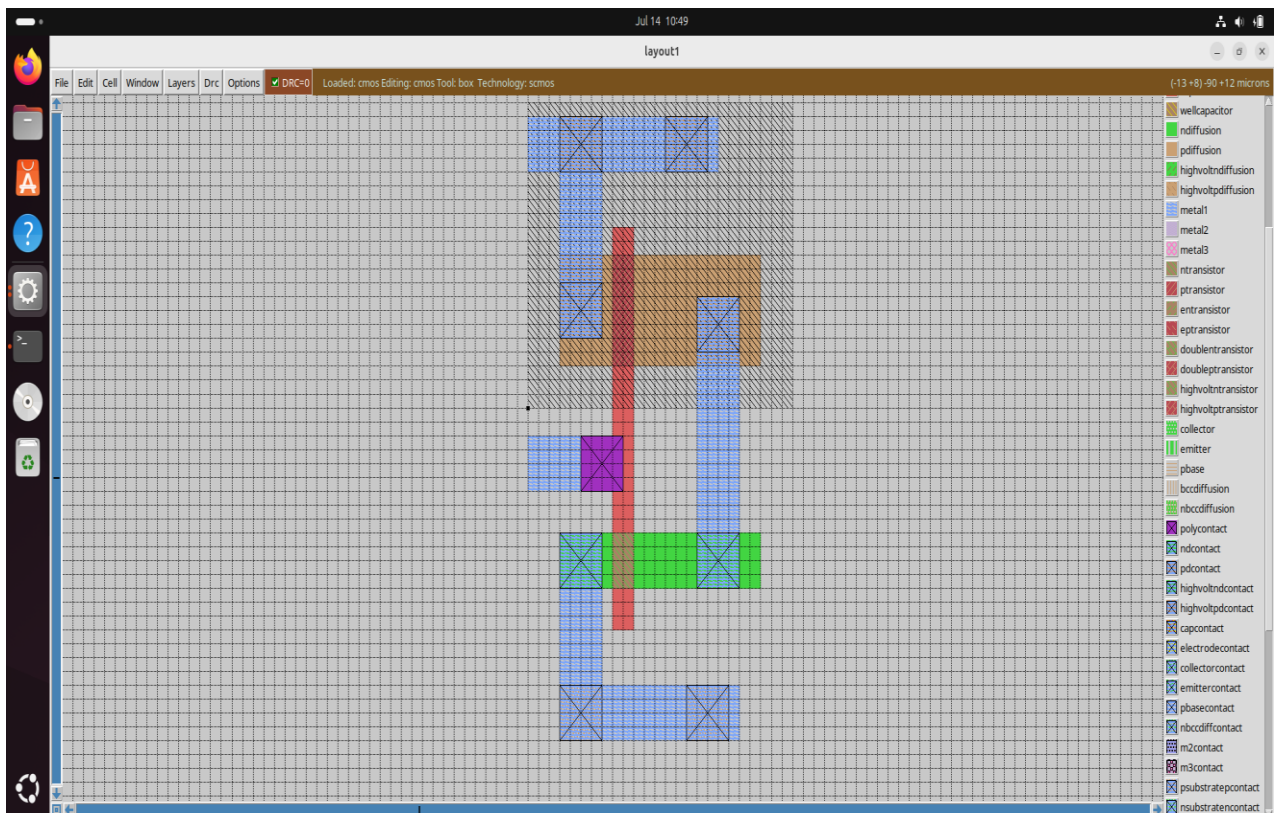 Jul 14 10:49
layout1
File Edit Cell Window Layers Drc Options DRC=0 Loaded: cmos Editing: cmos Tool: box Technology: scmos (-13 +8) -90 +12 microns
wellcapacitor
ndiffusion
pdiffusion
highvoltndiffusion
highvoltpdiffusion
metal1
metal2
metal3
ntransistor
ptransistor
entransistor
eptransistor
doublentransistor
doubleptransistor
highvoltntransistor
highvoltptransistor
collector
emitter
pbase
bccdiffusion
nbccdiffusion
polycontact
ndcontact
pdcontact
highvoltndcontact
highvoltpdcontact
capcontact
electrodecontact
collectorcontact
emittercontact
pbasecontact
nbccdiffcontact
m2contact
m3contact
psubstratepcontact
nsubstratencontact